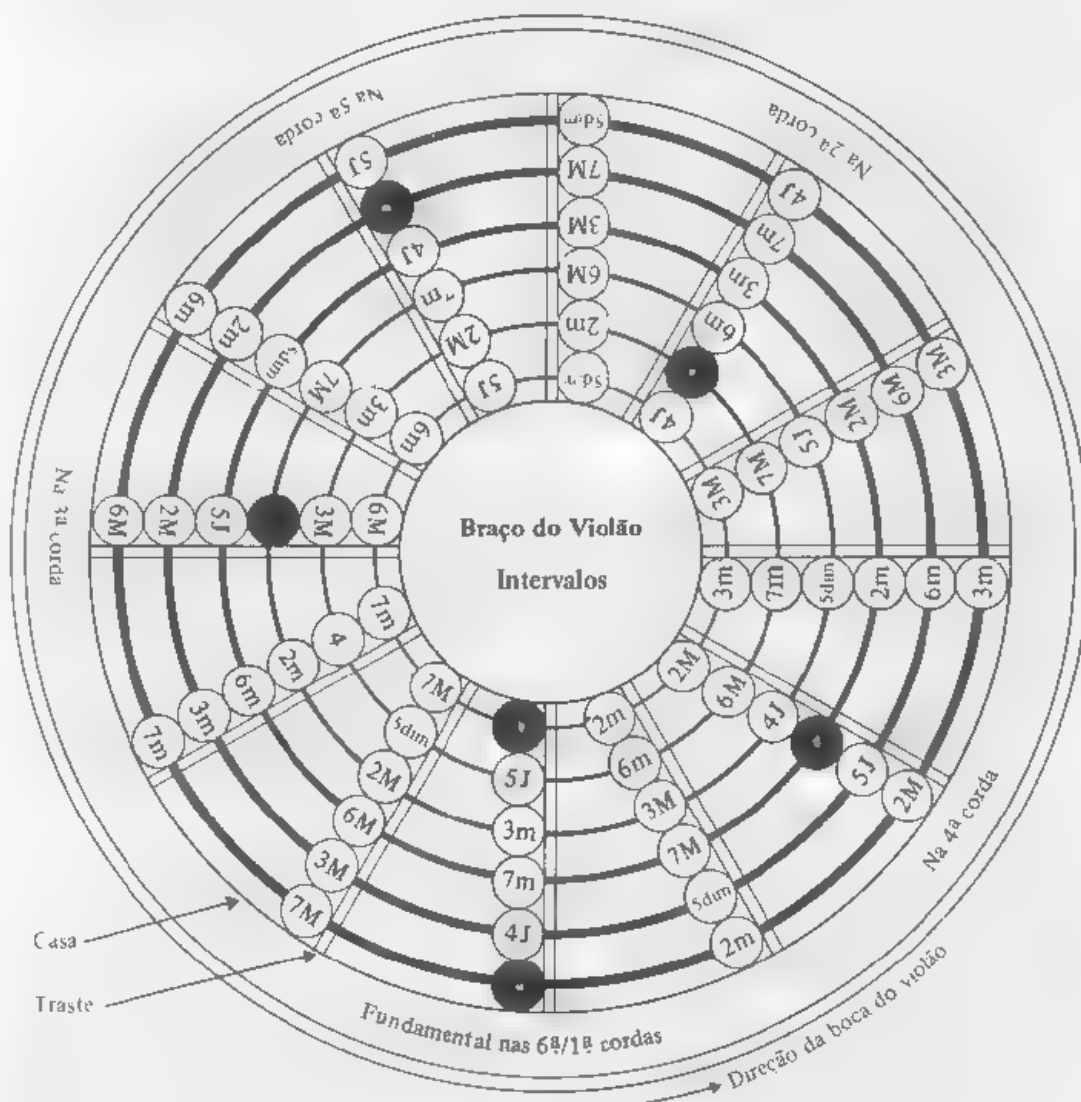 Na 5ª corda
Na 2ª corda
5dim
7M
3M
6M
2m
5dim
4J
7m
3m
6m
4J
3M
6M
2M
5J
7M
3M
3m 7m 5dim 2m 6m 3m
2M 6M 4J 5J 2M
2m
6m
3M
7M
5dim
2m
5J
3m
7m
4J
7M
5dim
2M
6M
3M
7M
7m 3m 6m 2m 4 7m
6M 2M 5J 3M 6M
6m 2m 5dim 7M 3m 6m
5J
4J
7m
2M
5J
Braço do Violão
Intervalos
Na 3ª corda
Na 4ª corda
Casa
Traste
Fundamental nas 6ª/1ª cordas
Direção da boca do violão